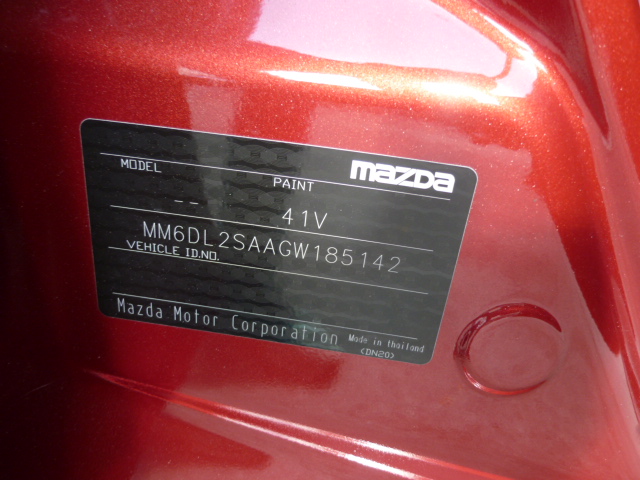 mazda
MODEL PAINT
-- 41V
MM6DL2SAAGW185142
VEHICLE ID.NO.
Mazda Motor Corporation Made in thailand
(DN20)